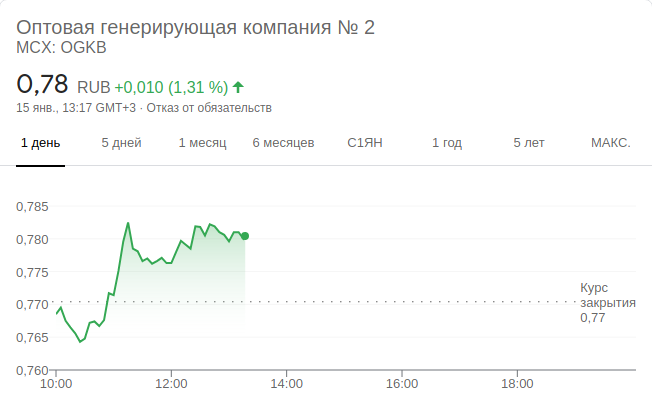 Оптовая генерирующая компания № 2
MCX: OGKB
0,78 RUB +0,010 (1,31 %)
15 янв., 13:17 GMT+3 · Отказ от обязательств
1 день 5 дней 1 месяц 6 месяцев С1ЯН 1 год 5 лет МАКС.
0,785
0,780
0,775
0,770
0,765
0,760
Курс
закрытия
0,77
10:00 12:00 14:00 16:00 18:00